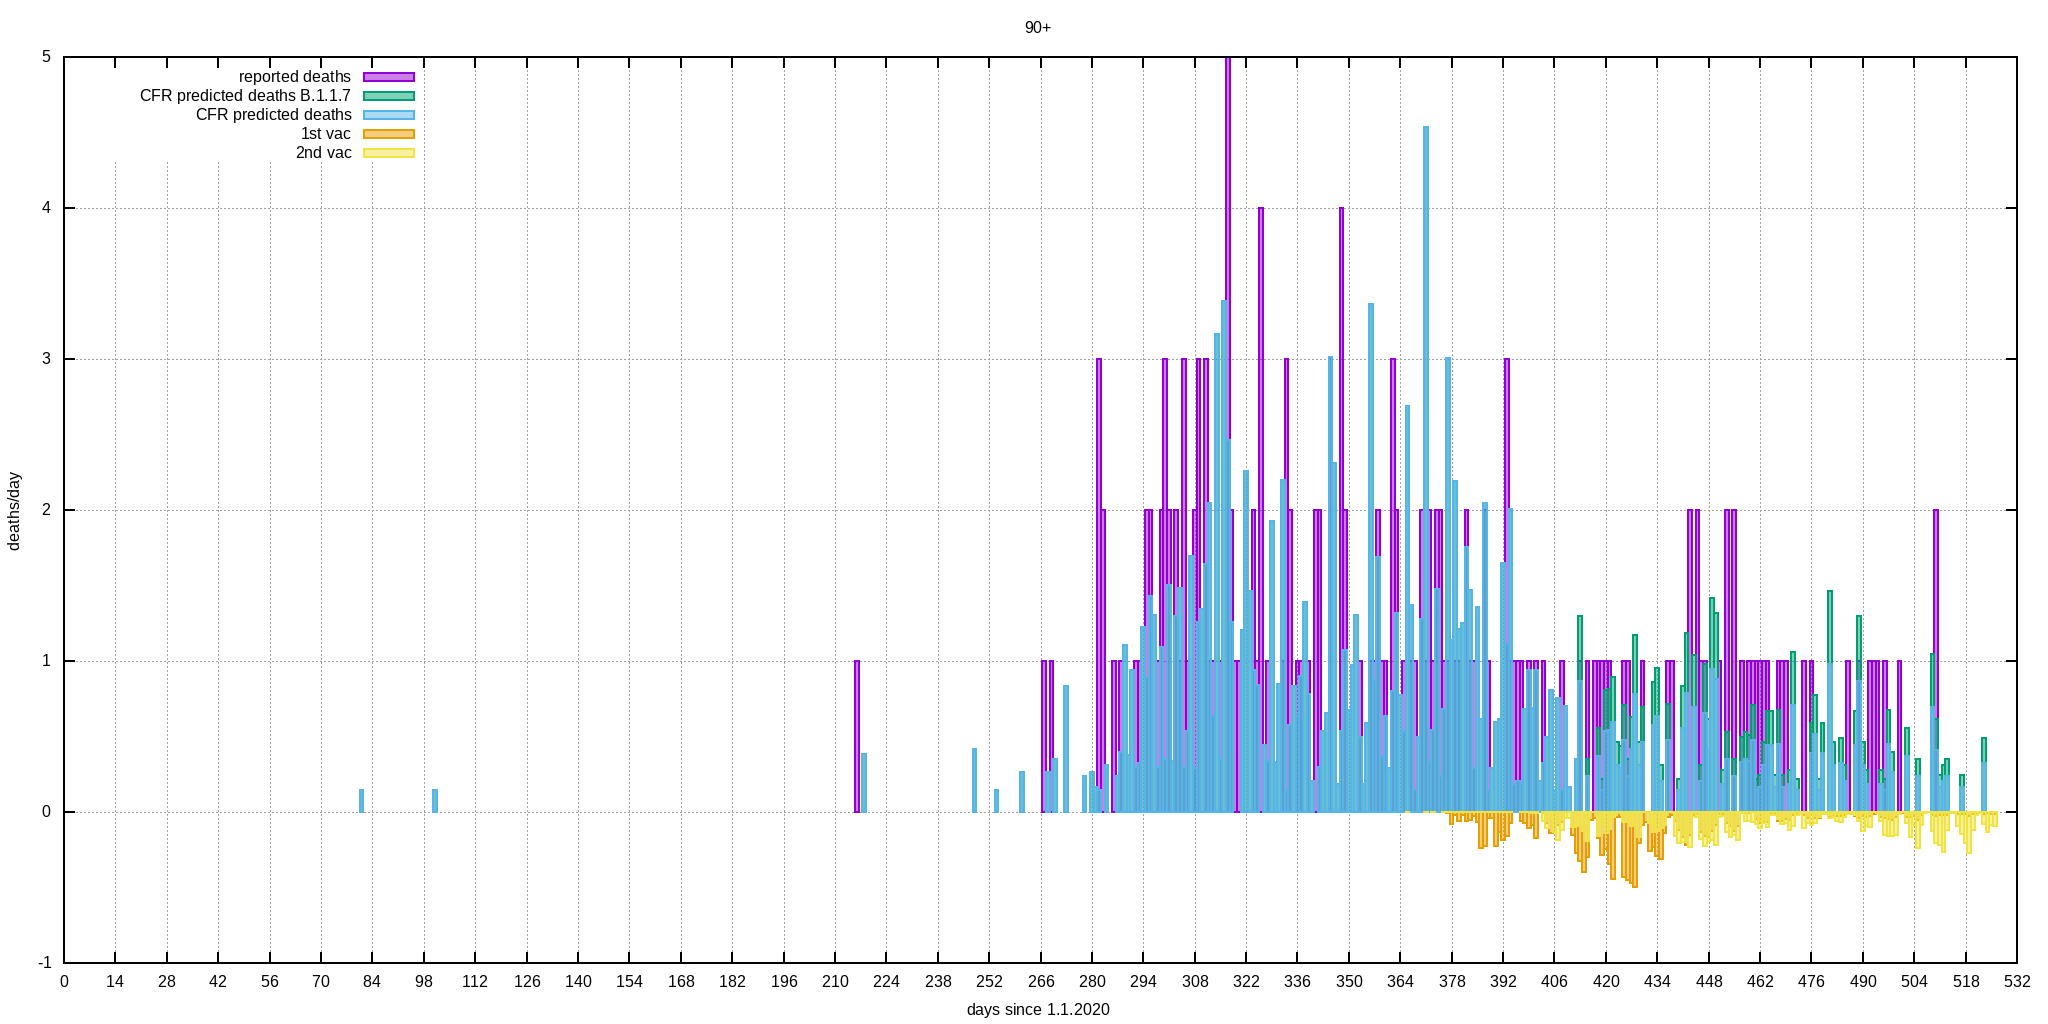 90+
reported deaths
CFR predicted deaths B.1.1.7
CFR predicted deaths
1st vac
2nd vac
5
4
3
2
1
0
-1
deaths/day
0 14 28 42 56 70 84 98 112 126 140 154 168 182 196 210 224 238 252 266 280 294 308 322 336 350 364 378 392 406 420 434 448 462 476 490 504 518 532
days since 1.1.2020